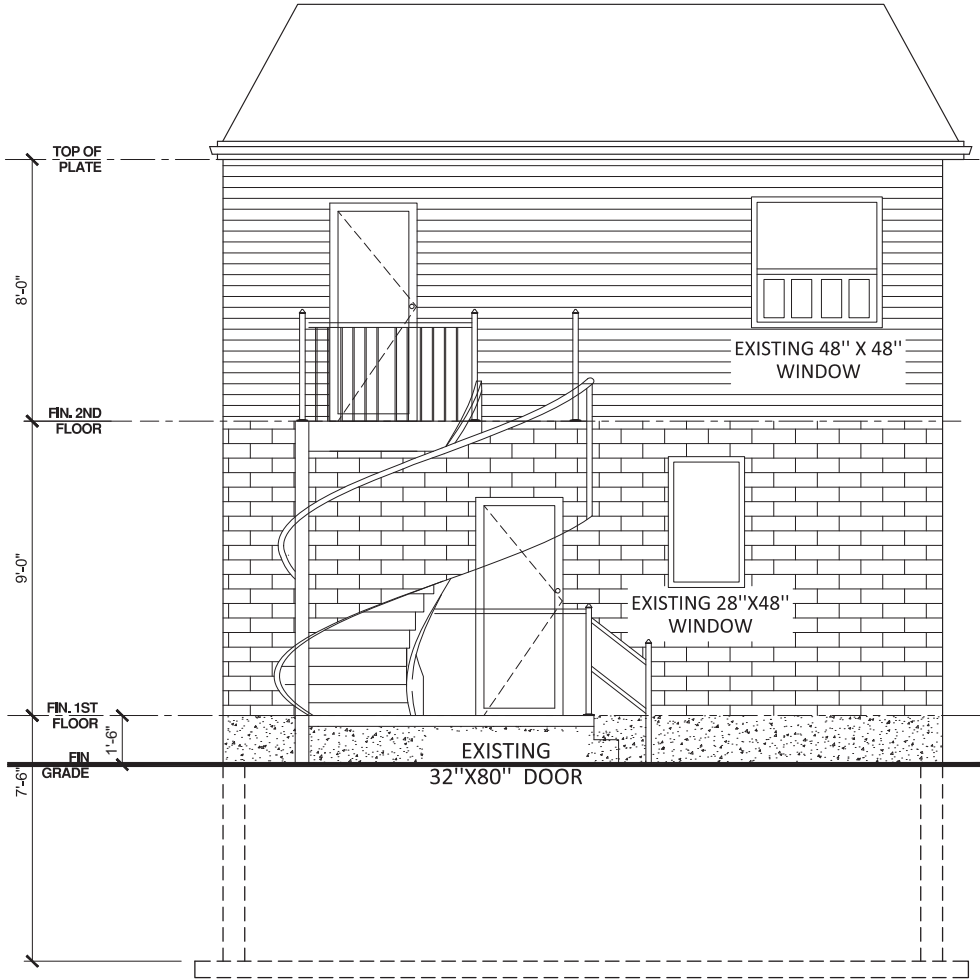 TOP OF
PLATE
8'-0"
EXISTING 48" X 48"
WINDOW
FIN. 2ND
FLOOR
9'-0"
EXISTING 28"X48"
WINDOW
FIN. 1ST
FLOOR
1'-6"
EXISTING
32"X80" DOOR
FIN
GRADE
7'-6"